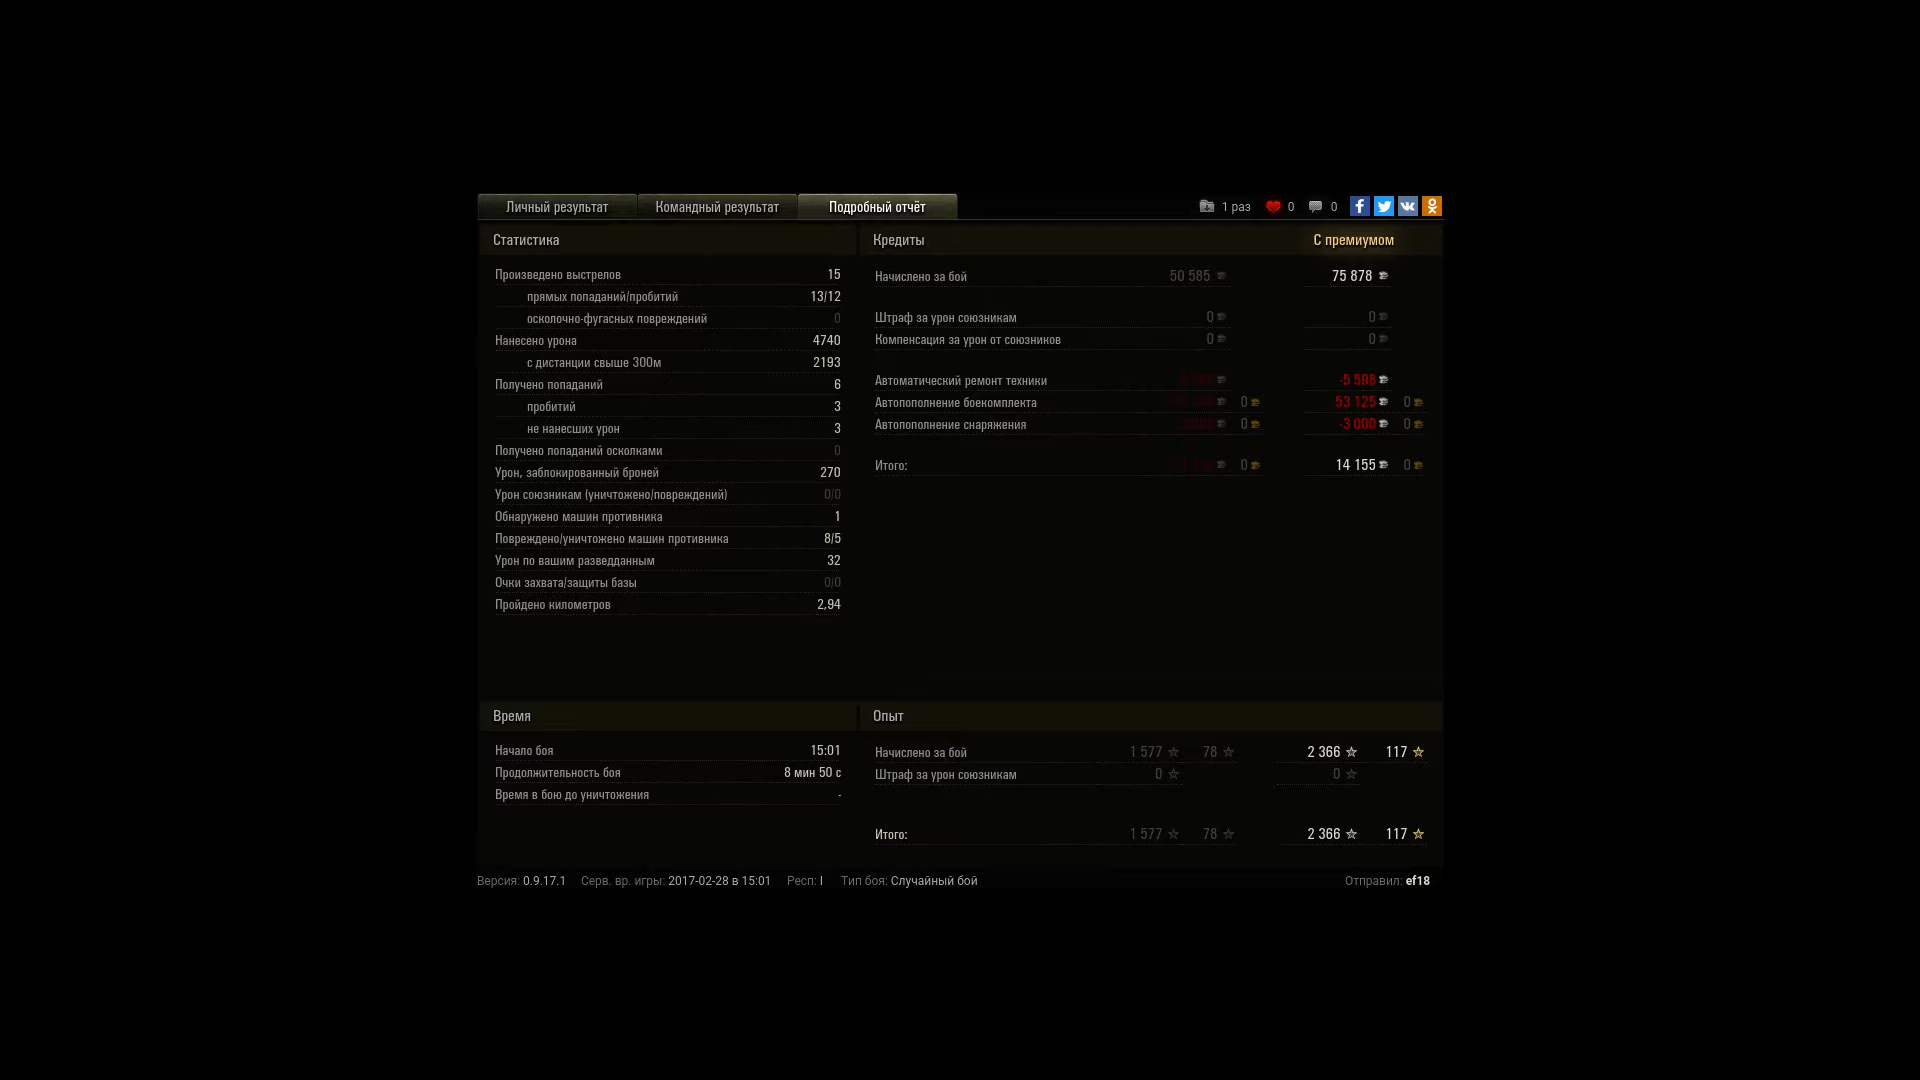 Личный результат Командный результат Подробный отчёт 1 раз 0 0
Статистика
Произведено выстрелов 15
прямых попаданий/пробитий 13/12
осколочно-фугасных повреждений 0
Нанесено урона 4740
с дистанции свыше 300м 2193
Получено попаданий 6
пробитий 3
не нанесших урон 3
Получено попаданий осколками 0
Урон, заблокированный броней 270
Урон союзникам (уничтожено/повреждений) 0/0
Обнаружено машин противника 1
Повреждено/уничтожено машин противника 8/5
Урон по вашим разведданным 32
Очки захвата/защиты базы 0/0
Пройдено километров 2,94
Кредиты С премиумом
Начислено за бой 50 585 75 878
Штраф за урон союзникам 0 0
Компенсация за урон от союзников 0 0
Автоматический ремонт техники -5 598
Автопополнение боекомплекта 0 -53 125 0
Автопополнение снаряжения 0 -3 000 0
Итого: 0 14 155 0
Время
Начало боя 15:01
Продолжительность боя 8 мин 50 с
Время в бою до уничтожения -
Опыт
Начислено за бой 1 577 78 2 366 117
Штраф за урон союзникам 0 0
Итого: 1 577 78 2 366 117
Версия: 0.9.17.1 Серв. вр. игры: 2017-02-28 в 15:01 Респ: I Тип боя: Случайный бой Отправил: ef18